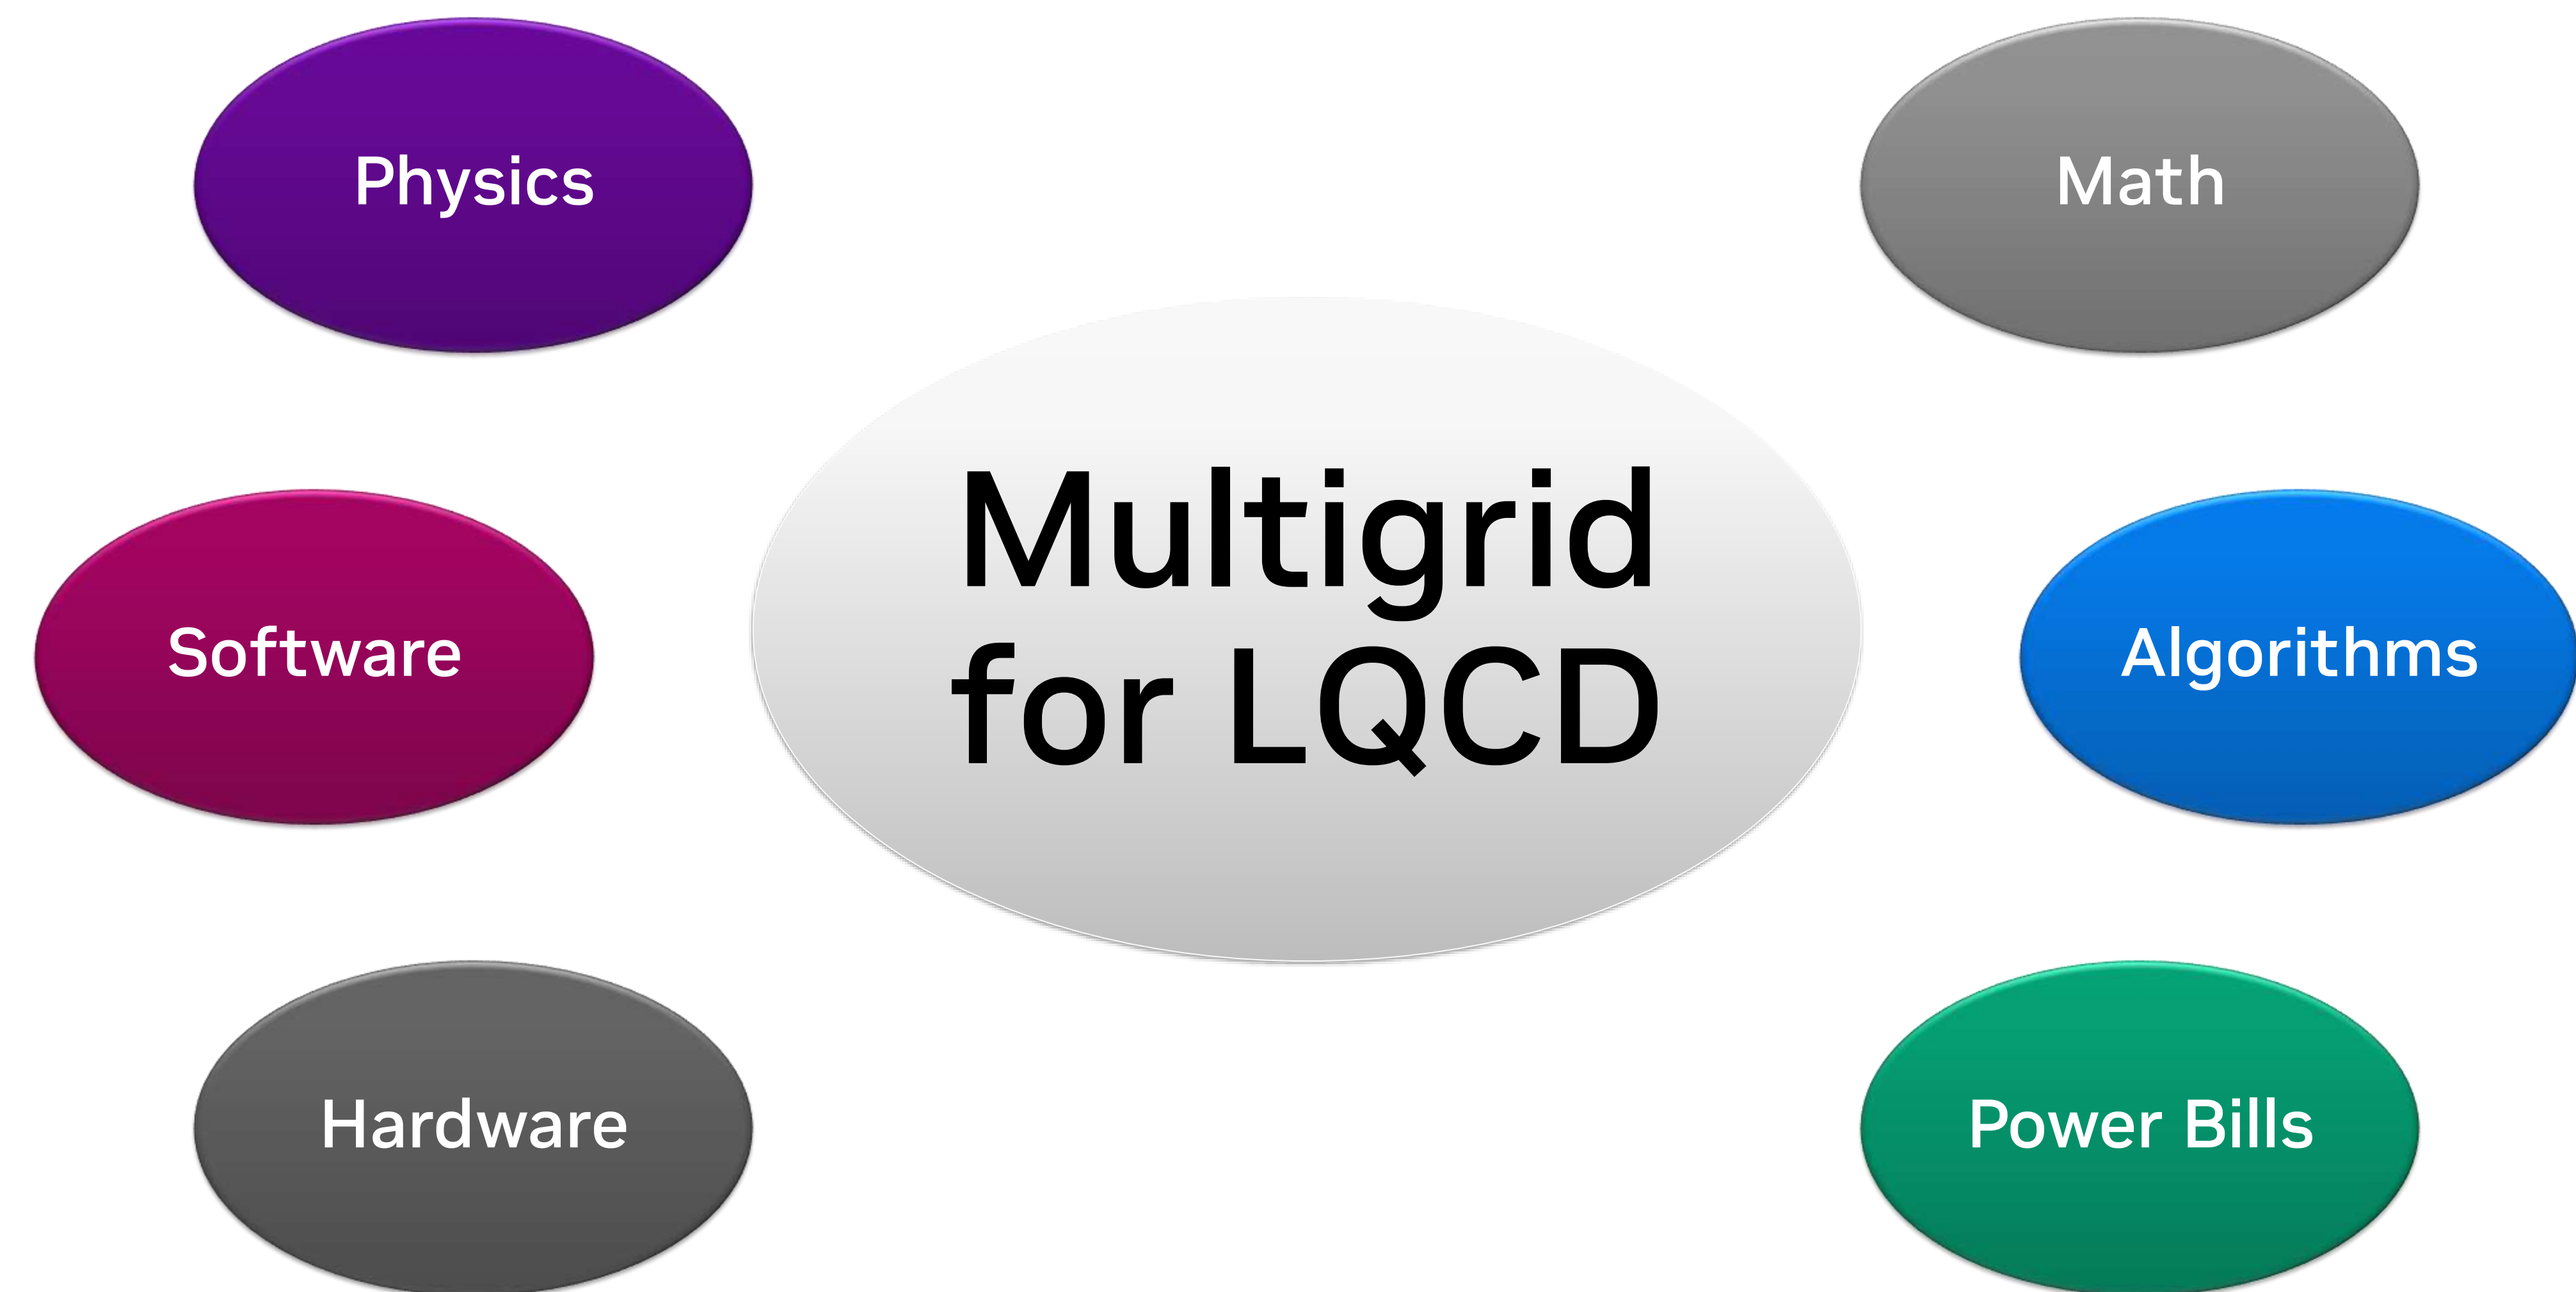 Physics
Math
Multigrid
for LQCD
Software
Algorithms
Hardware
Power Bills